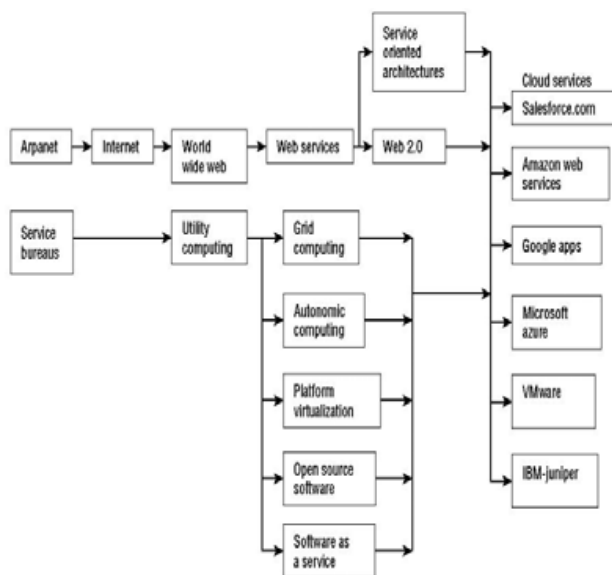 Service
oriented
architectures
Cloud services
Salesforce.com
Arpanet
Internet
World
wide web
Web services
Web 2.0
Amazon web
services
Service
bureaus
Utility
computing
Grid
computing
Google apps
Autonomic
computing
Microsoft
azure
Platform
virtualization
VMware
Open source
software
IBM-juniper
Software as
a service